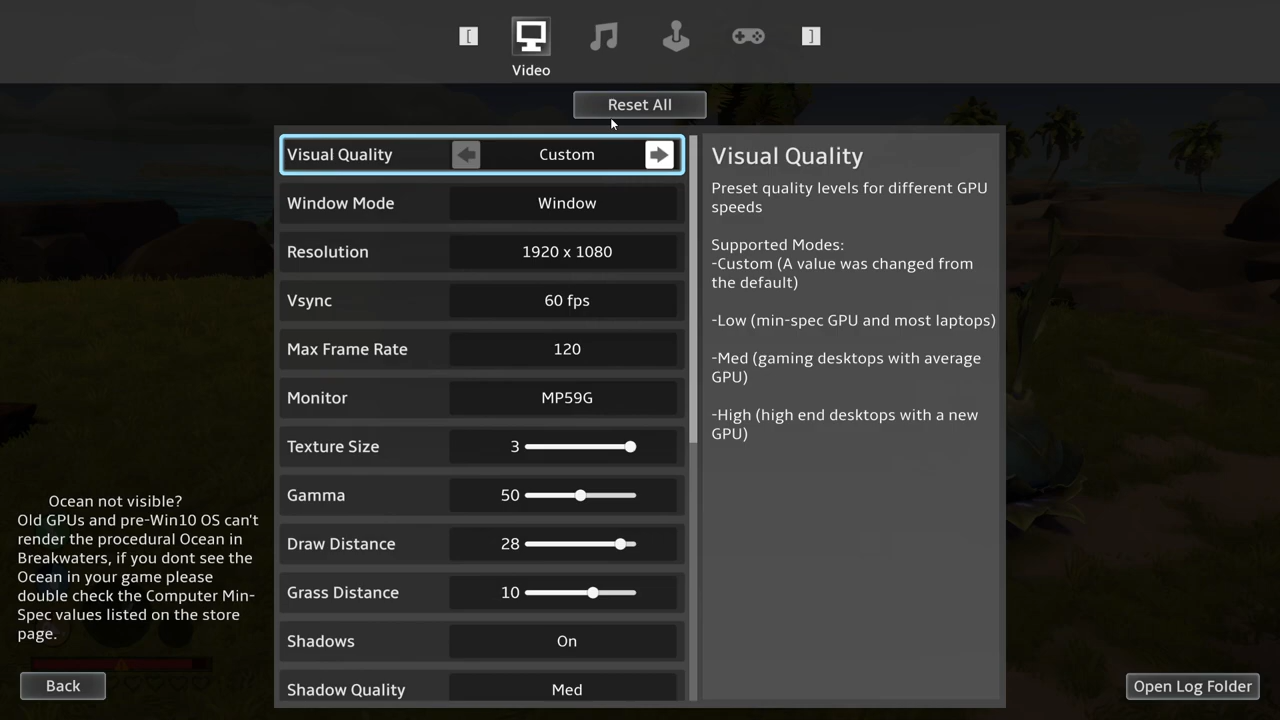 [
]
Video
Reset All
Visual Quality
Custom
Window Mode
Window
Resolution
1920 x 1080
Vsync
60 fps
Max Frame Rate
120
Monitor
MP59G
Texture Size
3
Gamma
50
Draw Distance
28
Grass Distance
10
Shadows
On
Shadow Quality
Med
Visual Quality
Preset quality levels for different GPU
speeds
Supported Modes:
-Custom (A value was changed from
the default)
-Low (min-spec GPU and most laptops)
-Med (gaming desktops with average
GPU)
-High (high end desktops with a new
GPU)
Ocean not visible?
Old GPUs and pre-Win10 OS can't
render the procedural Ocean in
Breakwaters, if you dont see the
Ocean in your game please
double check the Computer Min-
Spec values listed on the store
page.
Back
Open Log Folder